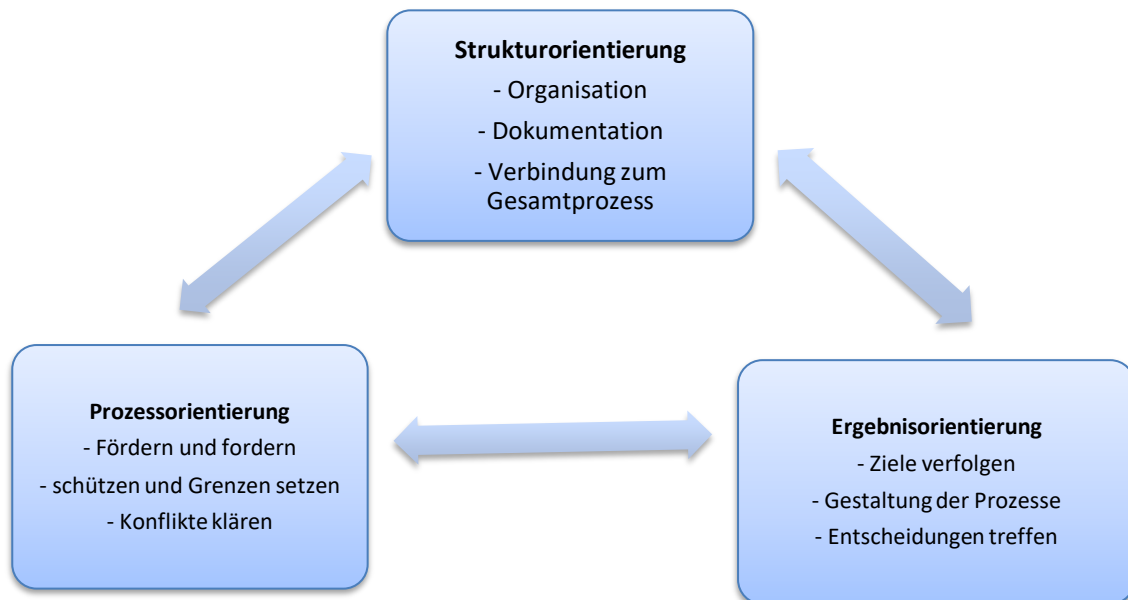 Strukturorientierung
- Organisation
- Dokumentation
- Verbindung zum
Gesamtprozess
Prozessorientierung
- Fördern und fordern
- schützen und Grenzen setzen
- Konflikte klären
Ergebnisorientierung
- Ziele verfolgen
- Gestaltung der Prozesse
- Entscheidungen treffen